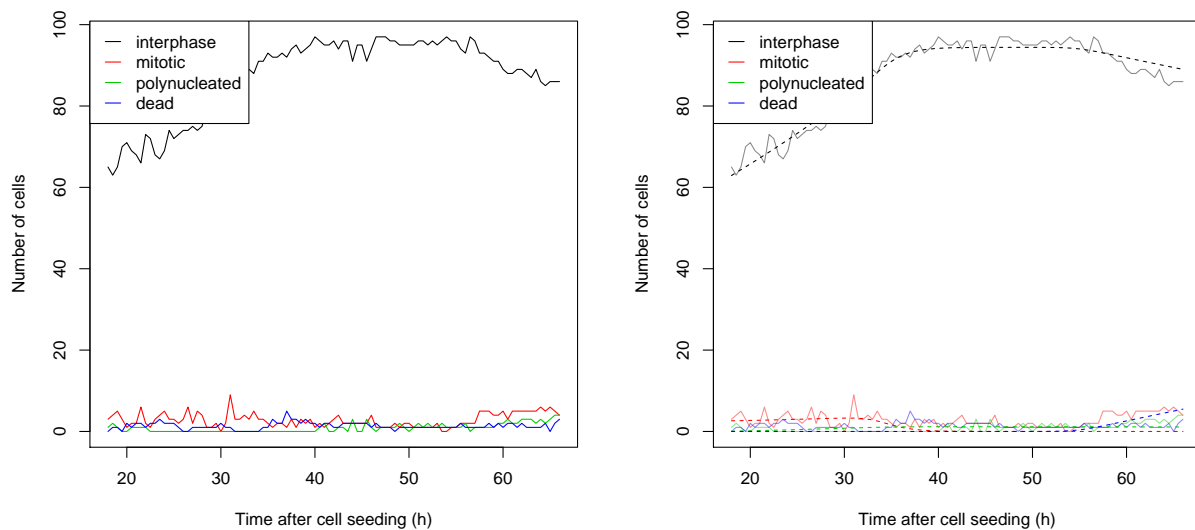 100
80
60
40
20
0
Number of cells
interphase
mitotic
polynucleated
dead
20 30 40 50 60
Time after cell seeding (h)
100
80
60
40
20
0
Number of cells
interphase
mitotic
polynucleated
dead
20 30 40 50 60
Time after cell seeding (h)